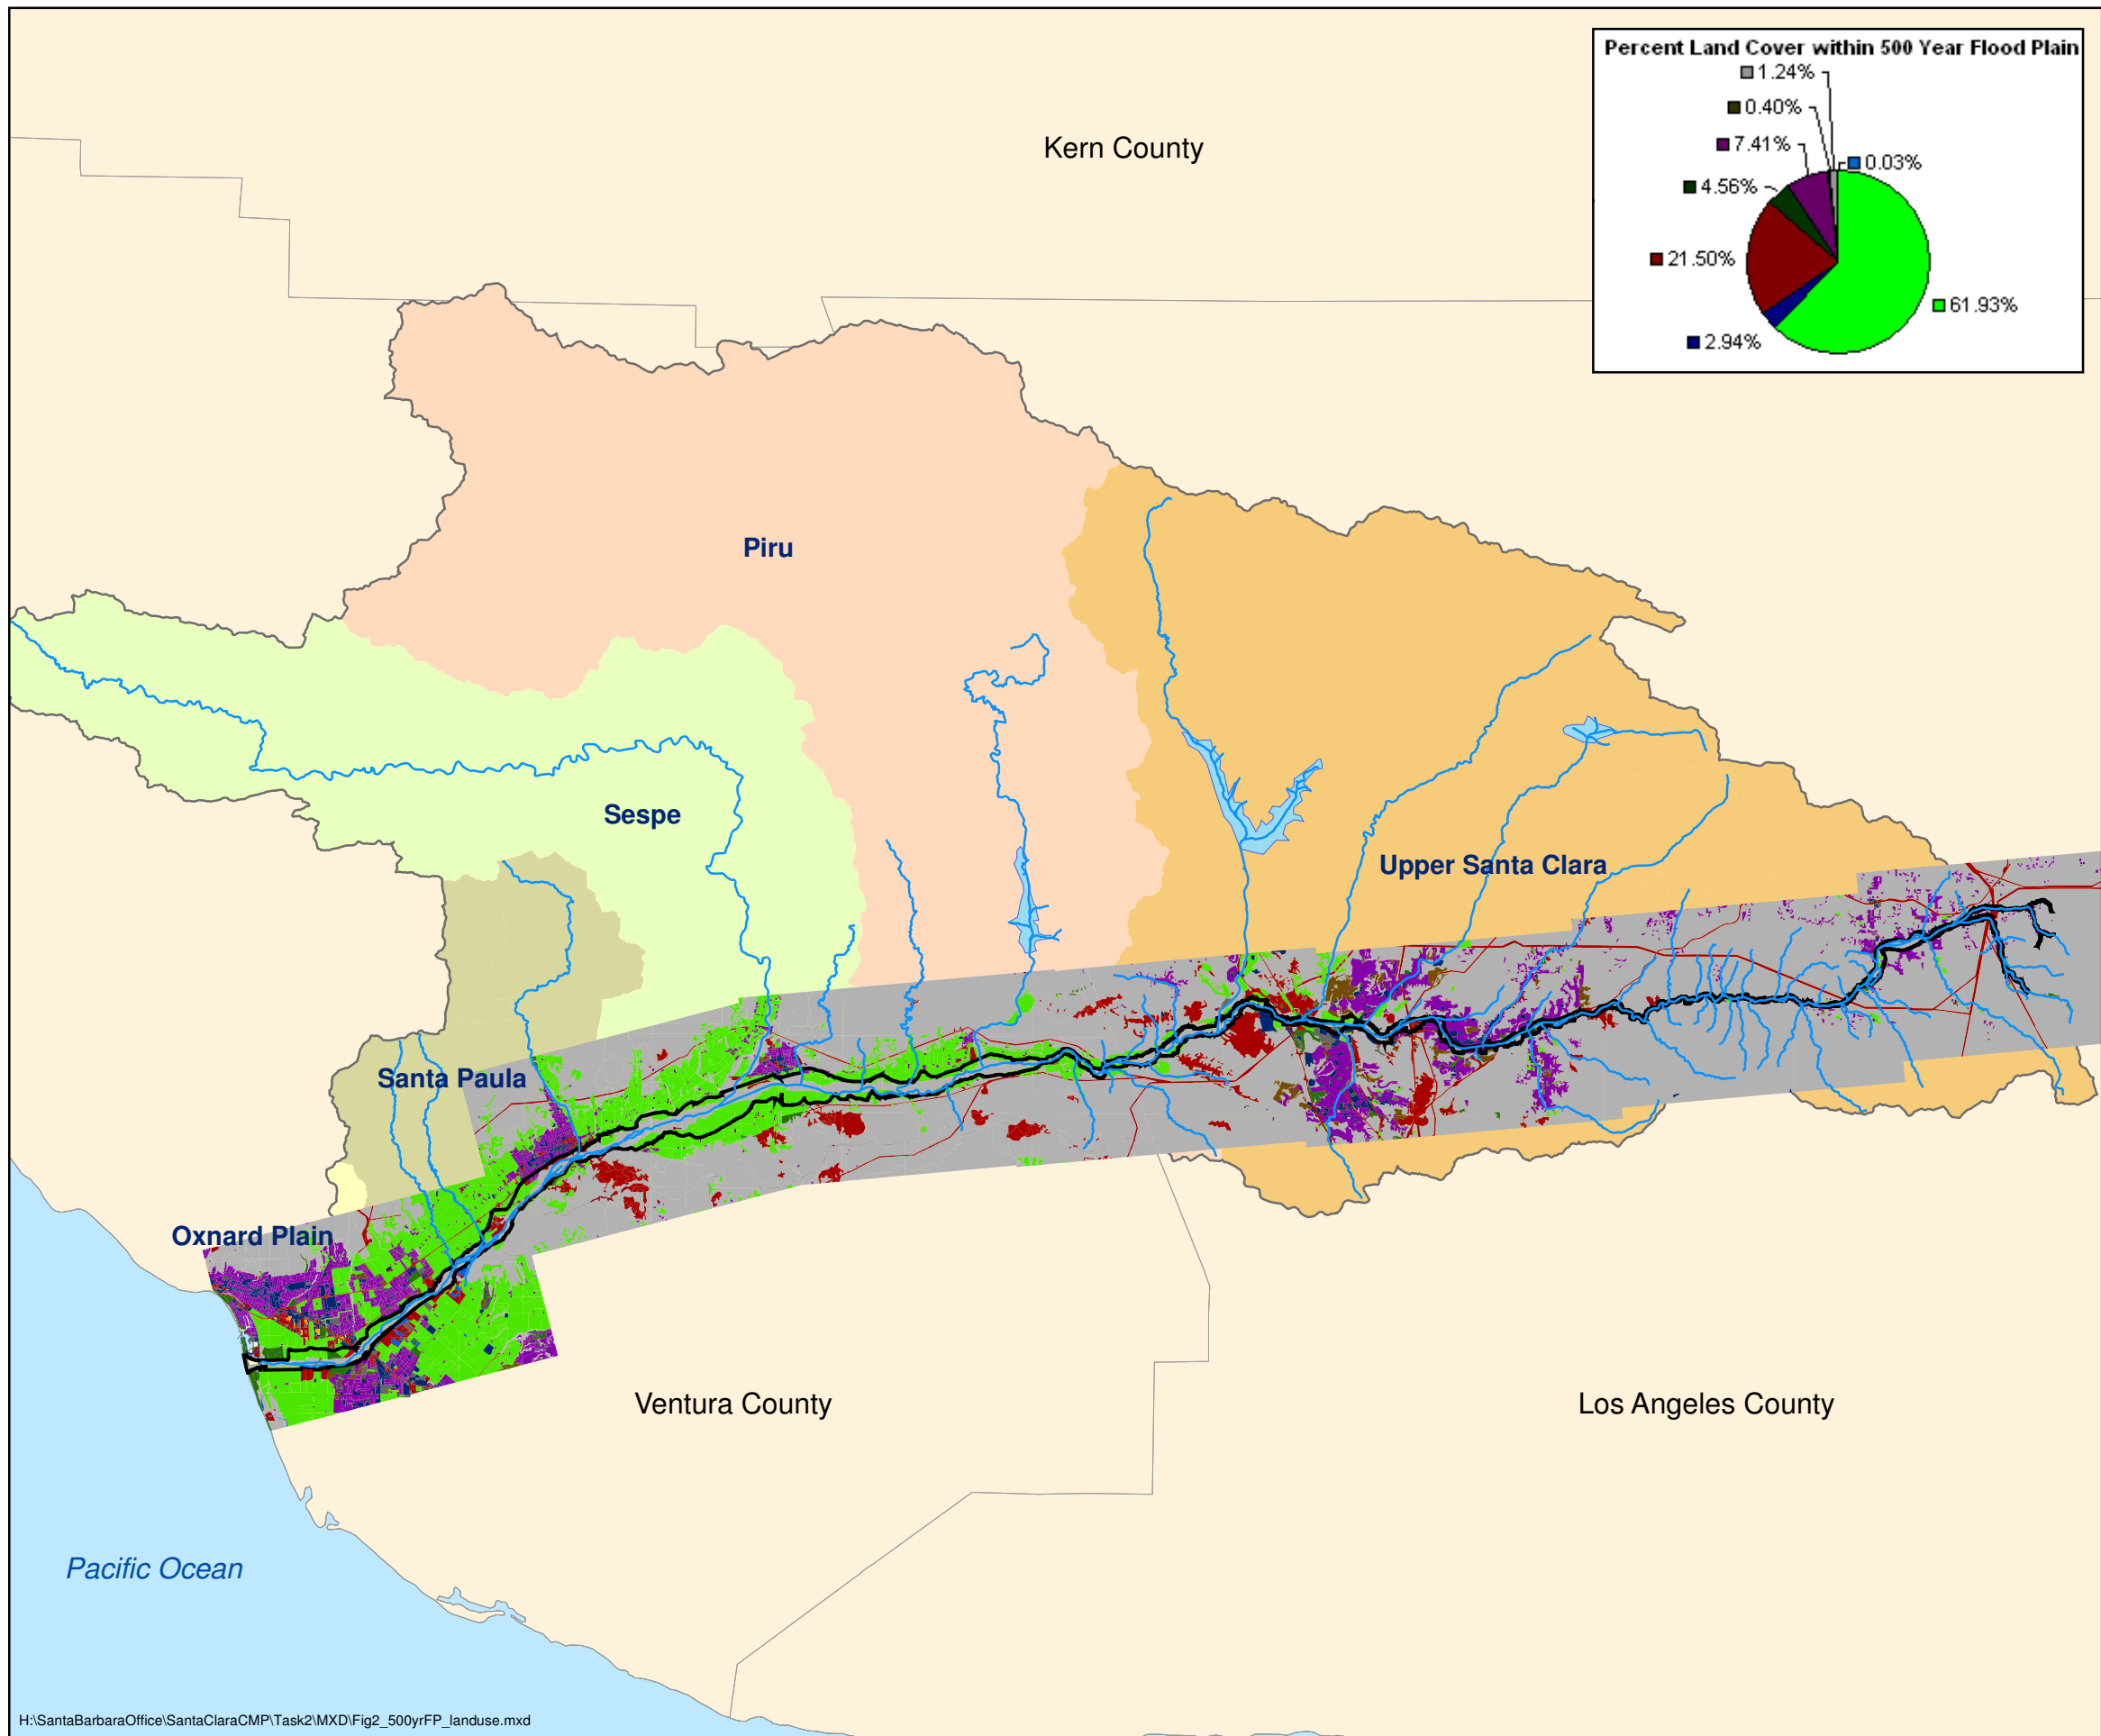 Percent Land Cover within 500 Year Flood Plain
1.24%
0.40%
7.41%
0.03%
4.56%
21.50%
61.93%
2.94%
Kern County
Piru
Sespe
Upper Santa Clara
Santa Paula
Oxnard Plain
Ventura County
Los Angeles County
Pacific Ocean
H:\SantaBarbaraOffice\SantaClaraCMP\Task2\MXD\Fig2_500yrFP_landuse.mxd